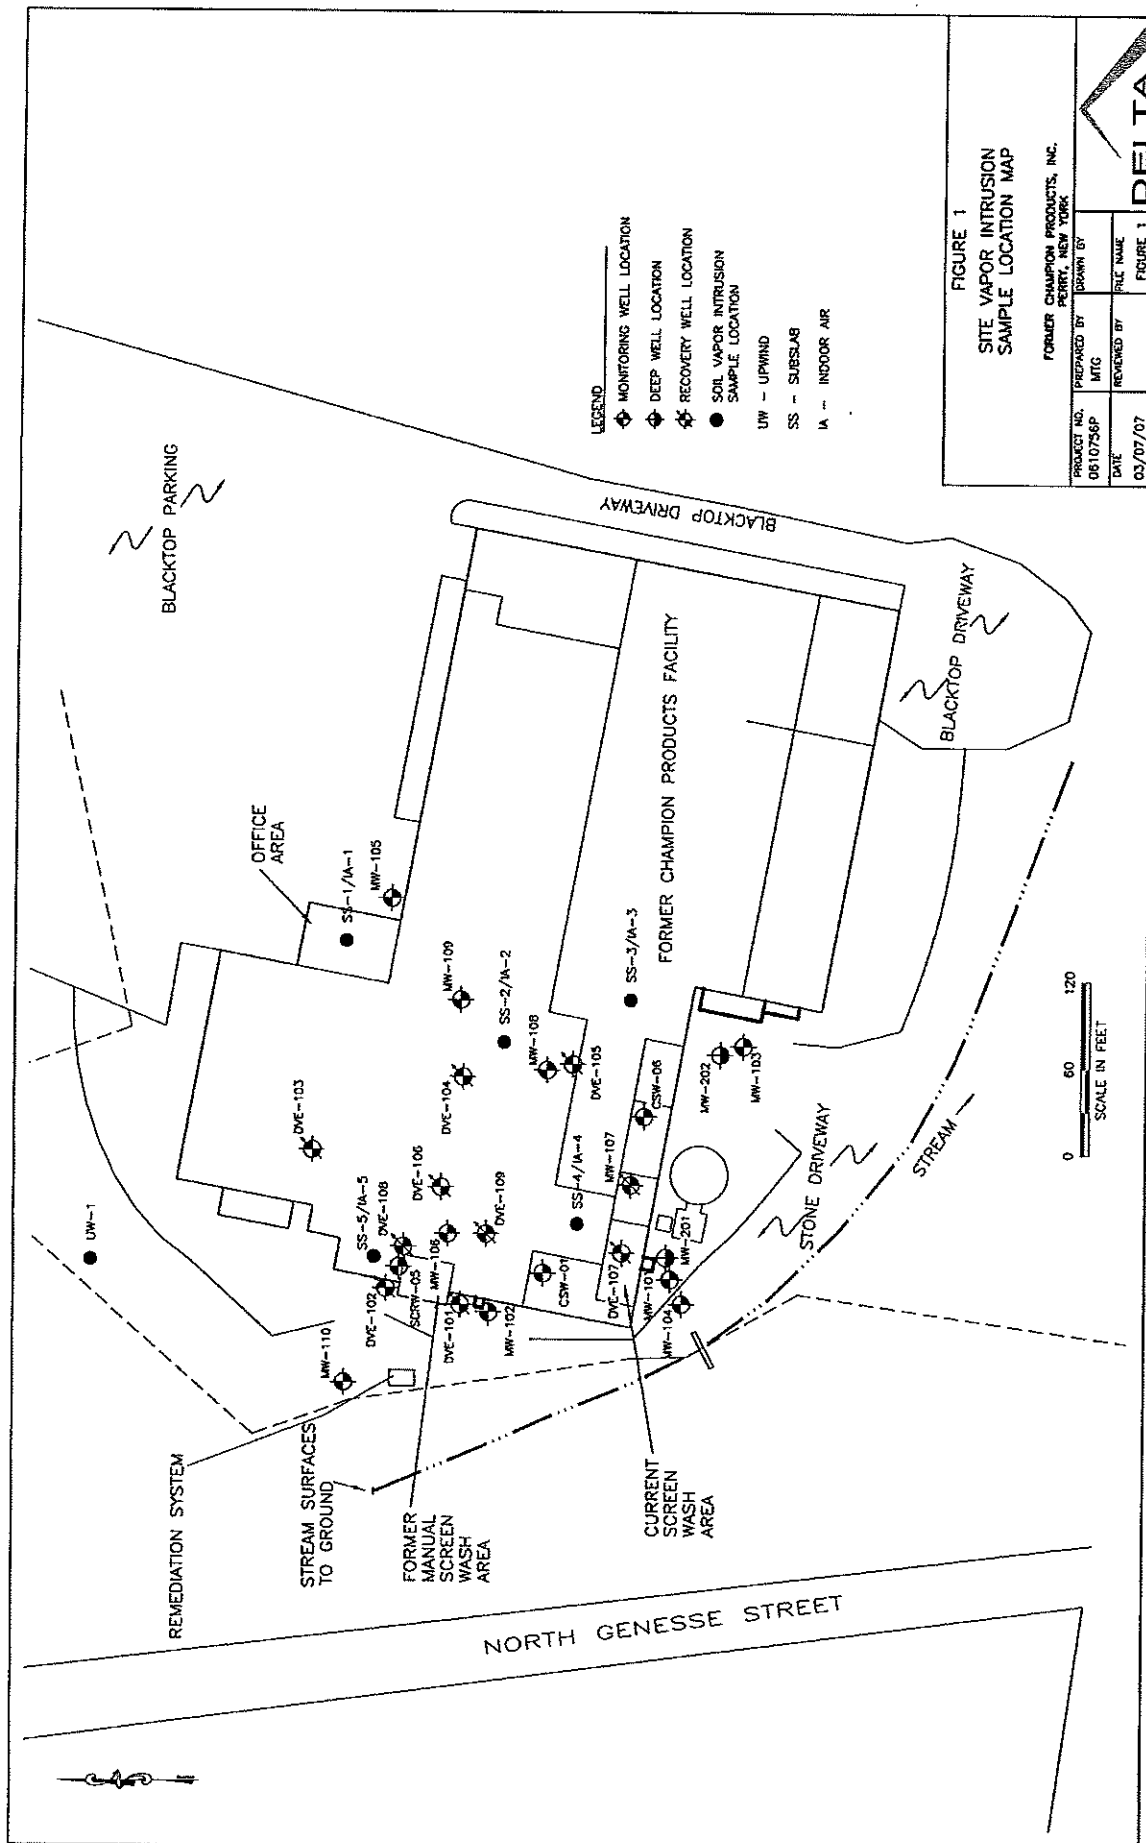 BLACKTOP PARKING
OFFICE
AREA
SS-1/IA-1
MW-105
UW-1
DVE-103
MW-109
SS-2/IA-2
DVE-104
MW-108
DVE-105
SS-3/IA-3
FORMER CHAMPION PRODUCTS FACILITY
BLACKTOP DRIVEWAY
BLACKTOP DRIVEWAY
DVE-106
SS-5/IA-5
DVE-108
DVE-109
MW-106
SS-4/IA-4
MW-107
CSW-06
MW-202
MW-103
DVE-102
SCRW-05
DVE-101
MW-102
CSW-01
DVE-107
MW-101
MW-201
MW-104
MW-110
STONE DRIVEWAY
STREAM
REMEDIATION SYSTEM
STREAM SURFACES
TO GROUND
FORMER
MANUAL
SCREEN
WASH
AREA
CURRENT
SCREEN
WASH
AREA
NORTH GENESSE STREET
0 60 120
SCALE IN FEET
LEGEND
MONITORING WELL LOCATION
DEEP WELL LOCATION
RECOVERY WELL LOCATION
SOIL VAPOR INTRUSION
SAMPLE LOCATION
UW - UPWIND
SS - SUBSLAB
IA - INDOOR AIR
FIGURE 1
SITE VAPOR INTRUSION
SAMPLE LOCATION MAP
FORMER CHAMPION PRODUCTS, INC.
PERRY, NEW YORK
PROJECT NO.
0610756P
PREPARED BY
MTG
DRAWN BY
DATE
03/07/07
REVIEWED BY
FILE NAME
FIGURE 1
DELTA